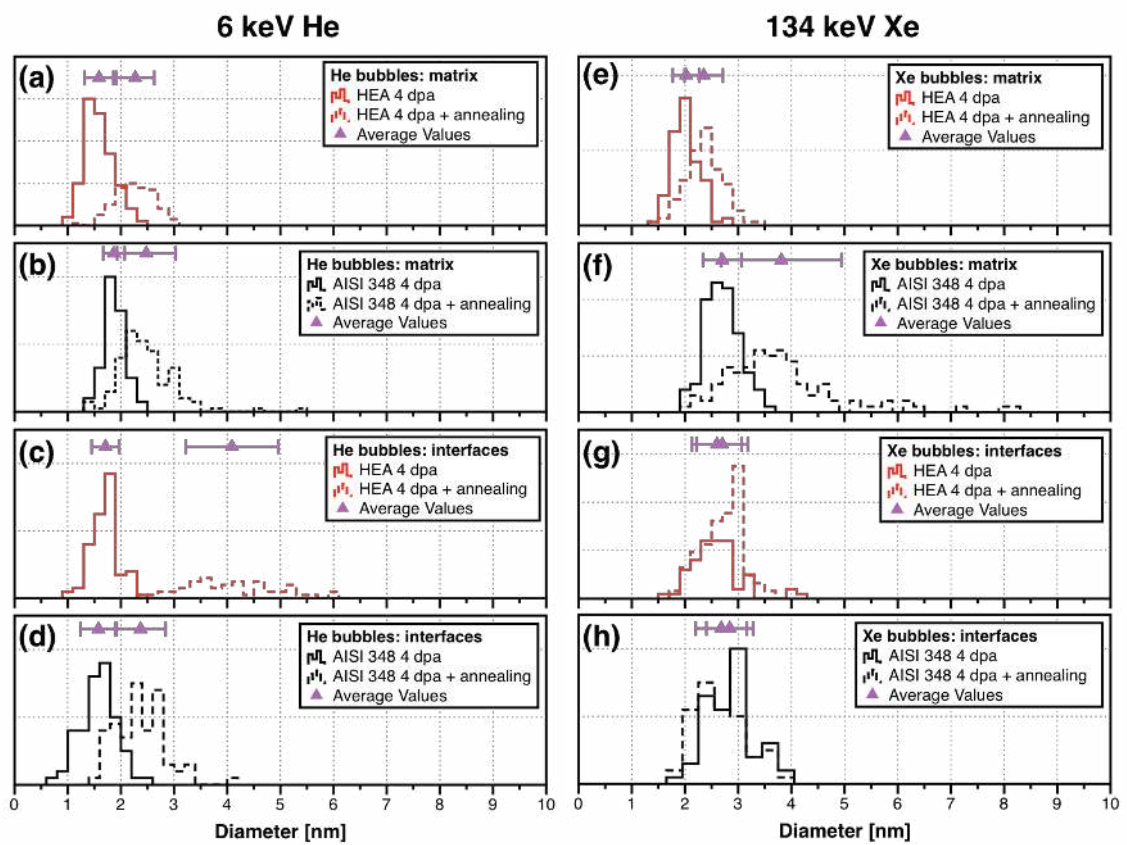 6 keV He
134 keV Xe
(a)
He bubbles: matrix
HEA 4 dpa
HEA 4 dpa + annealing
Average Values
(e)
Xe bubbles: matrix
HEA 4 dpa
HEA 4 dpa + annealing
Average Values
(b)
He bubbles: matrix
AISI 348 4 dpa
AISI 348 4 dpa + annealing
Average Values
(f)
Xe bubbles: matrix
AISI 348 4 dpa
AISI 348 4 dpa + annealing
Average Values
(c)
He bubbles: interfaces
HEA 4 dpa
HEA 4 dpa + annealing
Average Values
(g)
Xe bubbles: interfaces
HEA 4 dpa
HEA 4 dpa + annealing
Average Values
(d)
He bubbles: interfaces
AISI 348 4 dpa
AISI 348 4 dpa + annealing
Average Values
(h)
Xe bubbles: interfaces
AISI 348 4 dpa
AISI 348 4 dpa + annealing
Average Values
0 1 2 3 4 5 6 7 8 9 10
0 1 2 3 4 5 6 7 8 9 10
Diameter [nm]
Diameter [nm]